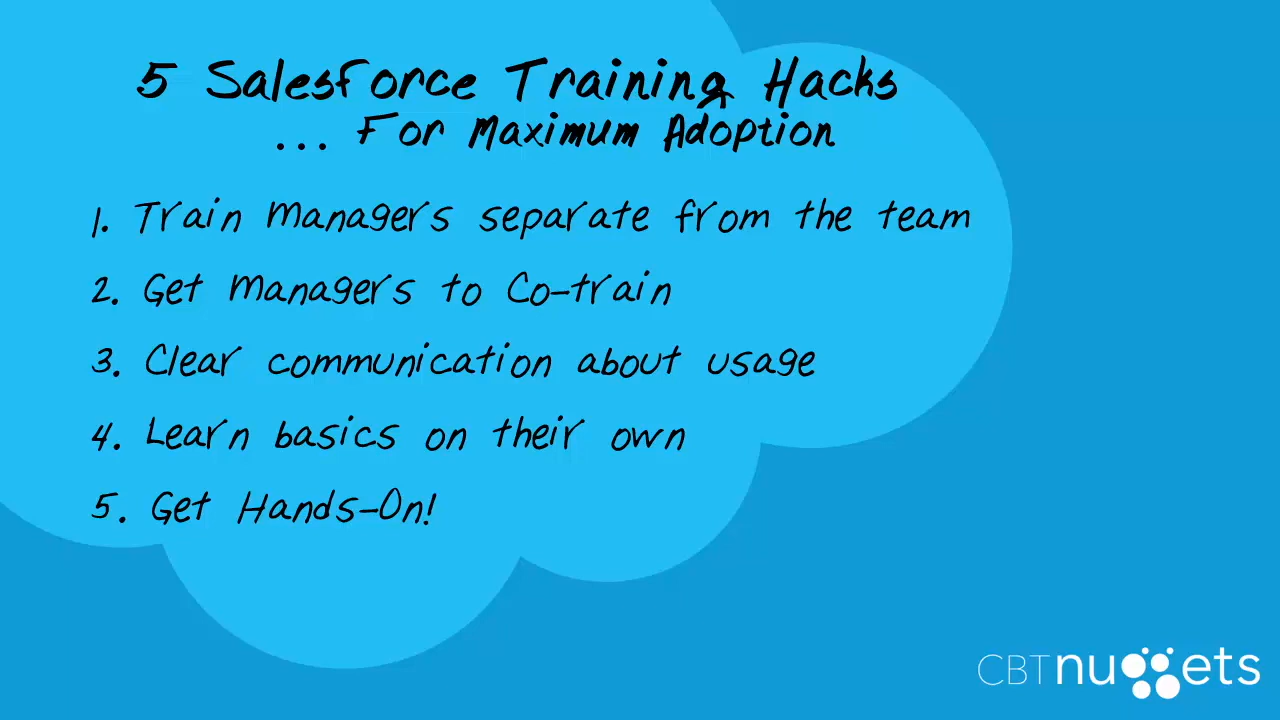 5 Salesforce Training Hacks
... For Maximum Adoption
1. Train Managers separate from the team
2. Get Managers to Co-train
3. Clear communication about usage
4. Learn basics on their own
5. Get Hands-On!
CBTnuggets